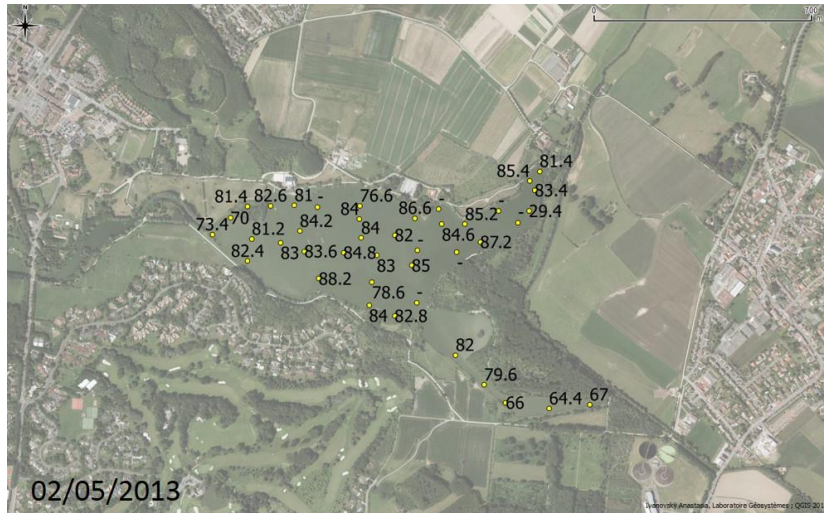 N
0 700
m
81.4
85.4
83.4
81.4 82.6 81 - 76.6 - -
70 84 86.6 85.2 - 29.4
73.4 81.2 84.2 84 82 - 84.6 87.2
82.4 83 83.6 84.8 83 85 -
88.2 78.6 -
84 82.8
82
79.6
66 64.4 67
02/05/2013
Ivanovsky Anastasia, Laboratoire Géosystèmes ; QGIS 201